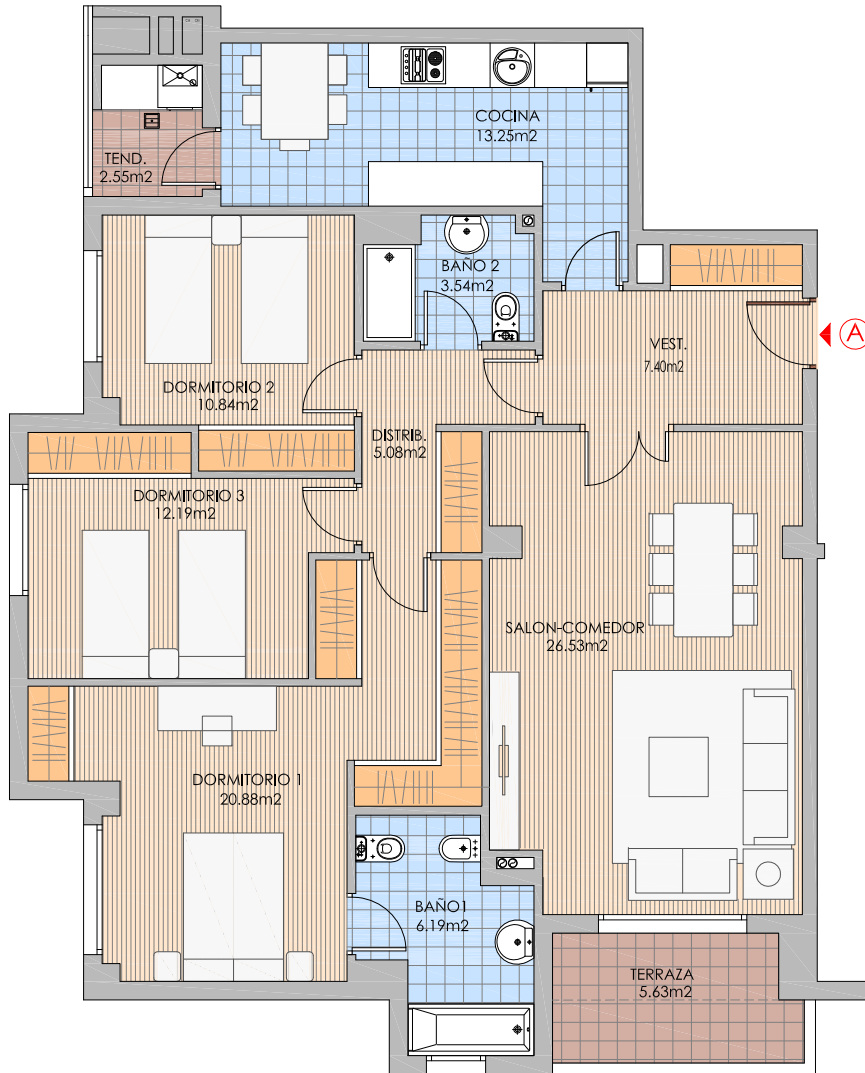 COCINA
13.25m2
TEND.
2.55m2
BAÑO 2
3.54m2
VEST.
7.40m2
A
DORMITORIO 2
10.84m2
DISTRIB.
5.08m2
DORMITORIO 3
12.19m2
SALON-COMEDOR
26.53m2
DORMITORIO 1
20.88m2
BAÑO1
6.19m2
TERRAZA
5.63m2